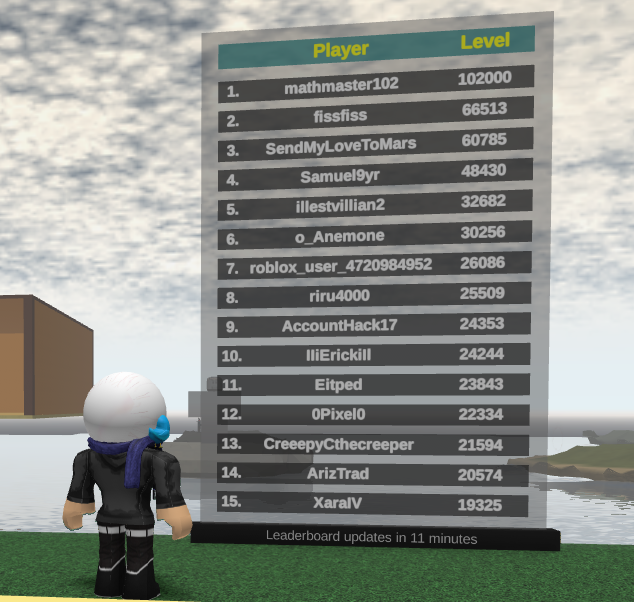 Player Level
1. mathmaster102 102000
2. fissfiss 66513
3. SendMyLoveToMars 60785
4. Samuel9yr 48430
5. illestvillian2 32682
6. o_Anemone 30256
7. roblox_user_4720984952 26086
8. riru4000 25509
9. AccountHack17 24353
10. IliErickill 24244
11. Eitped 23843
12. 0Pixel0 22334
13. CreeepyCthecreeper 21594
14. ArizTrad 20574
15. XaralV 19325
Leaderboard updates in 11 minutes